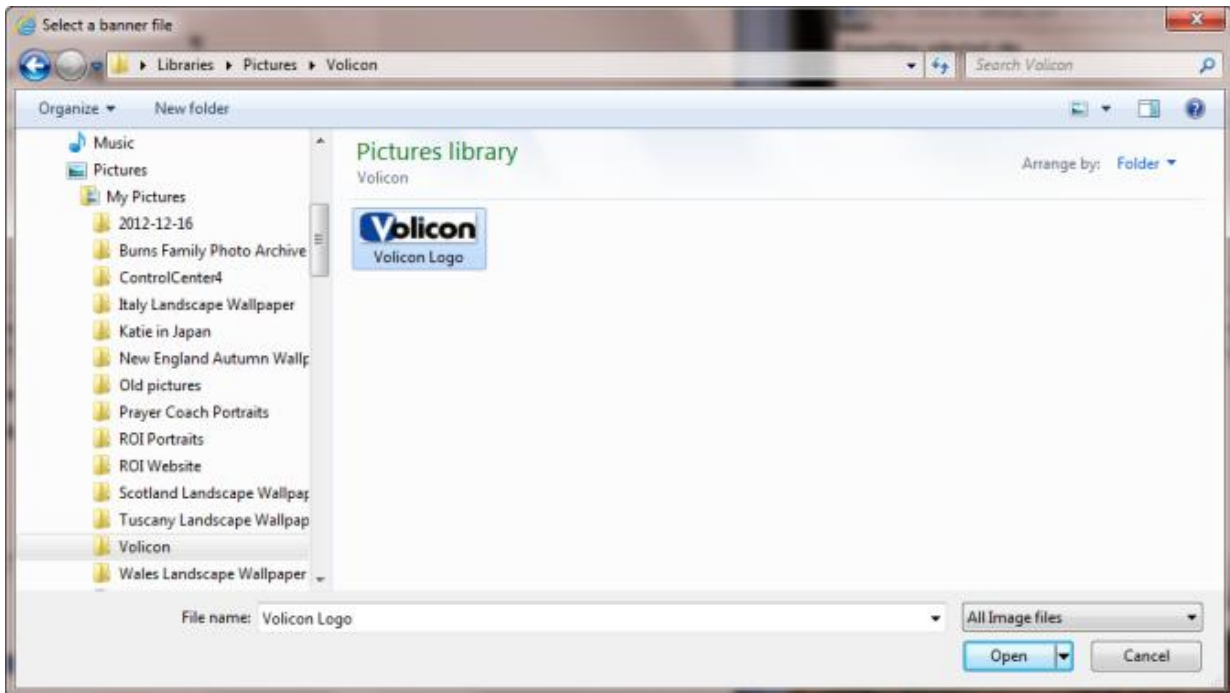 Select a banner file
Libraries ▸ Pictures ▸ Volicon
Search Volicon
Organize
New folder
Music
Pictures
My Pictures
2012-12-16
Burns Family Photo Archive
ControlCenter4
Italy Landscape Wallpaper
Katie in Japan
New England Autumn Wallp
Old pictures
Prayer Coach Portraits
ROI Portraits
ROI Website
Scotland Landscape Wallpap
Tuscany Landscape Wallpap
Volicon
Wales Landscape Wallpaper
Pictures library
Volicon
Arrange by: Folder
Volicon
Volicon Logo
File name: Volicon Logo
All Image files
Open
Cancel